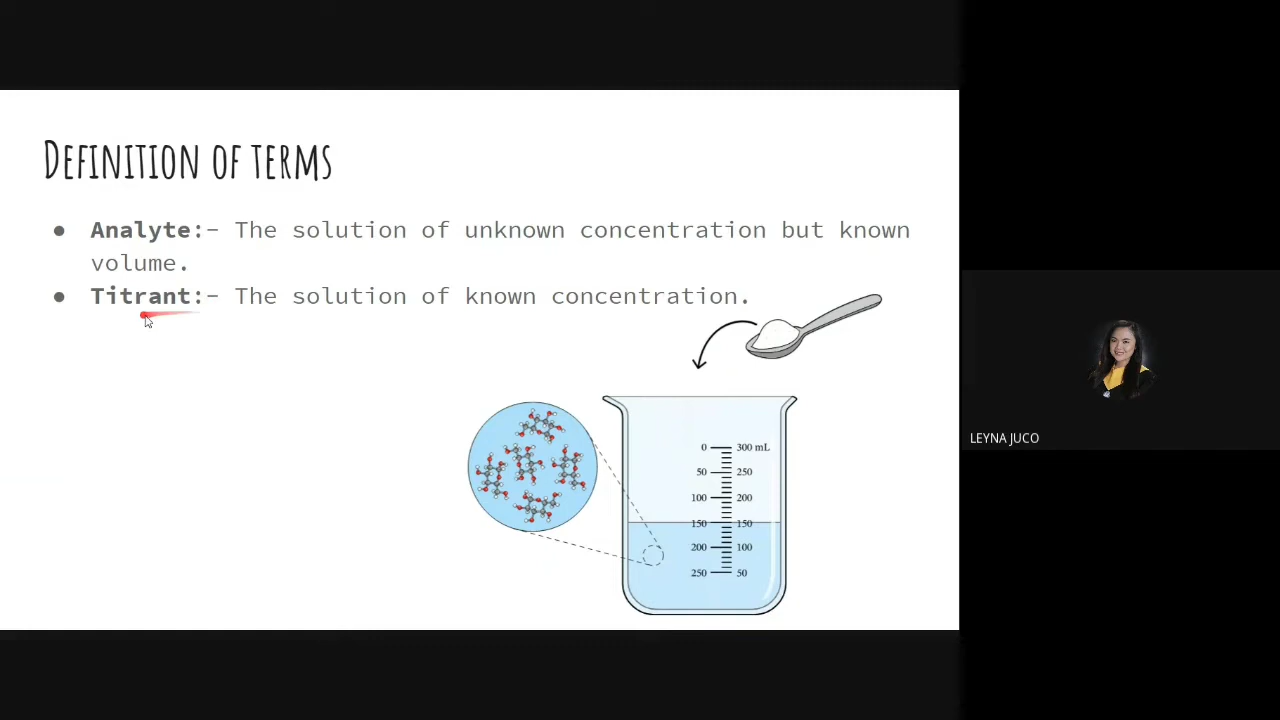 Definition of terms
● Analyte:- The solution of unknown concentration but known
volume.
● Titrant:- The solution of known concentration.
0 300 mL
50 250
100 200
150 150
200 100
250 50
LEYNA JUCO